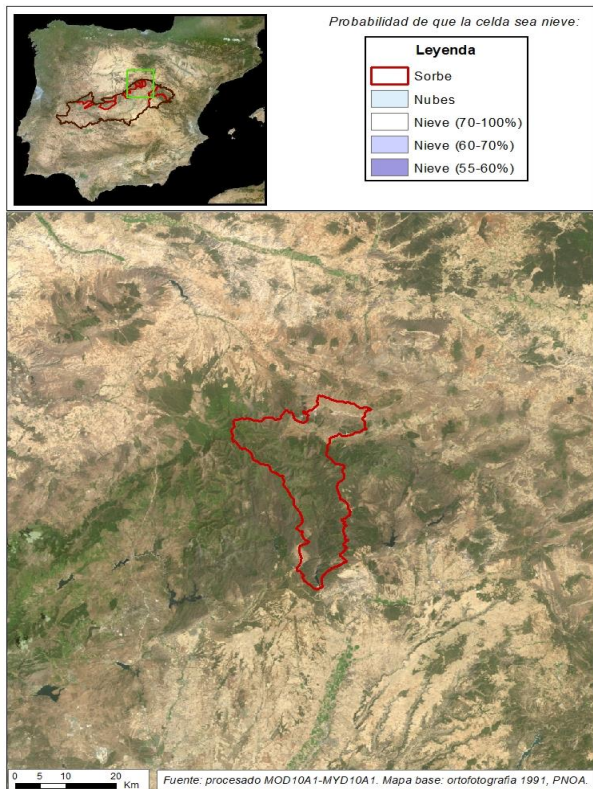 Probabilidad de que la celda sea nieve:
Leyenda
Sorbe
Nubes
Nieve (70-100%)
Nieve (60-70%)
Nieve (55-60%)
0 5 10 20
Km
Fuente: procesado MOD10A1-MYD10A1. Mapa base: ortofotografia 1991, PNOA.